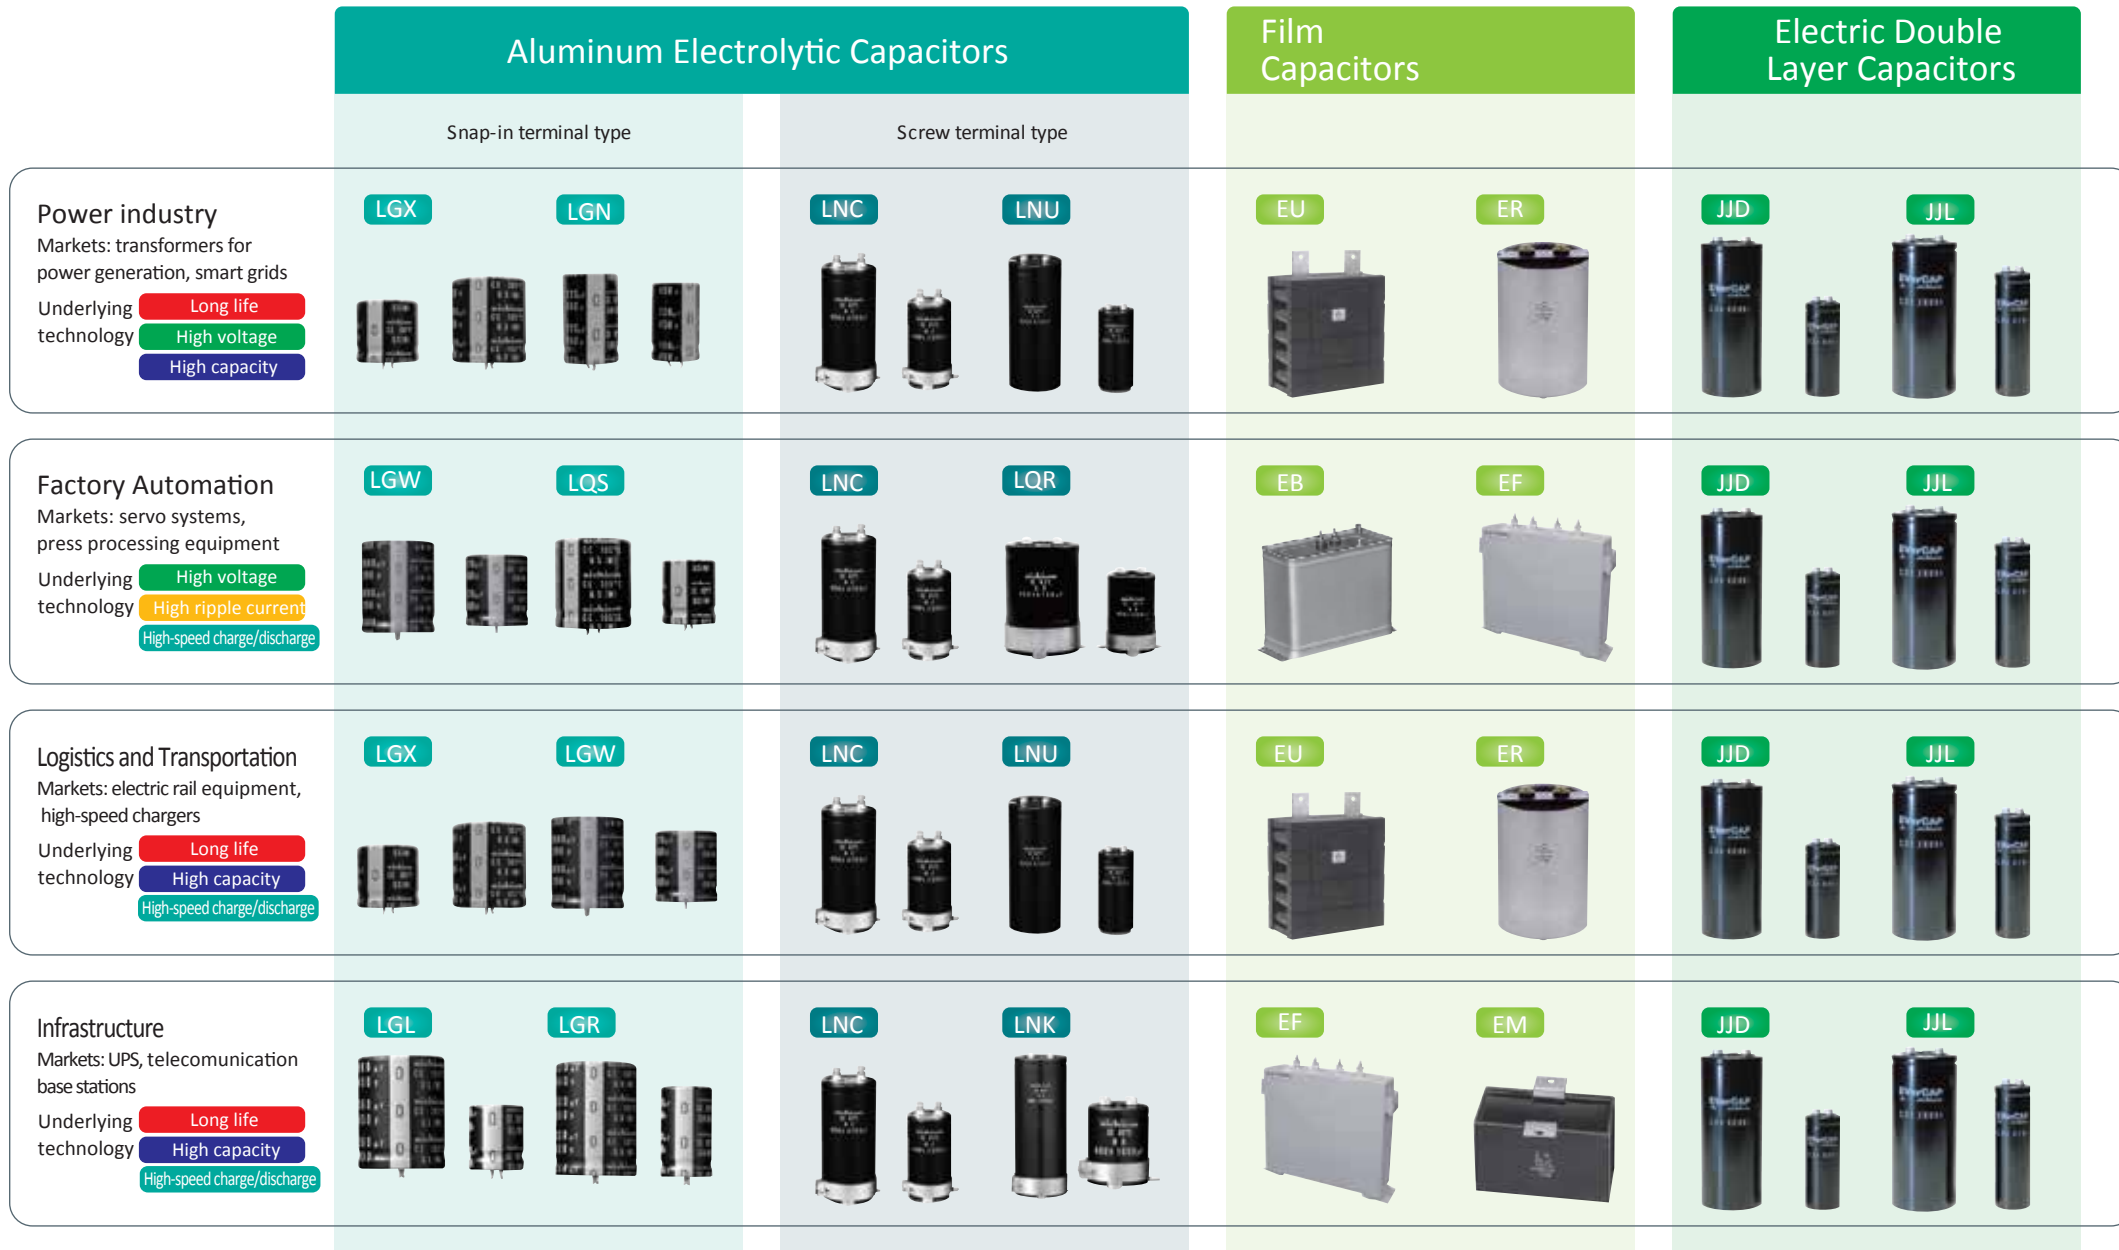 Aluminum Electrolytic Capacitors
Film
Capacitors
Electric Double
Layer Capacitors
Snap-in terminal type
Screw terminal type
Power industry
Markets: transformers for
power generation, smart grids
Underlying
technology
Long life
High voltage
High capacity
LGX
LGN
LNC
LNU
EU
ER
JJD
JJL
Factory Automation
Markets: servo systems,
press processing equipment
Underlying
technology
High voltage
High ripple current
High-speed charge/discharge
LGW
LQS
LNC
LQR
EB
EF
JJD
JJL
Logistics and Transportation
Markets: electric rail equipment,
high-speed chargers
Underlying
technology
Long life
High capacity
High-speed charge/discharge
LGX
LGW
LNC
LNU
EU
ER
JJD
JJL
Infrastructure
Markets: UPS, telecomunication
base stations
Underlying
technology
Long life
High capacity
High-speed charge/discharge
LGL
LGR
LNC
LNK
EF
EM
JJD
JJL